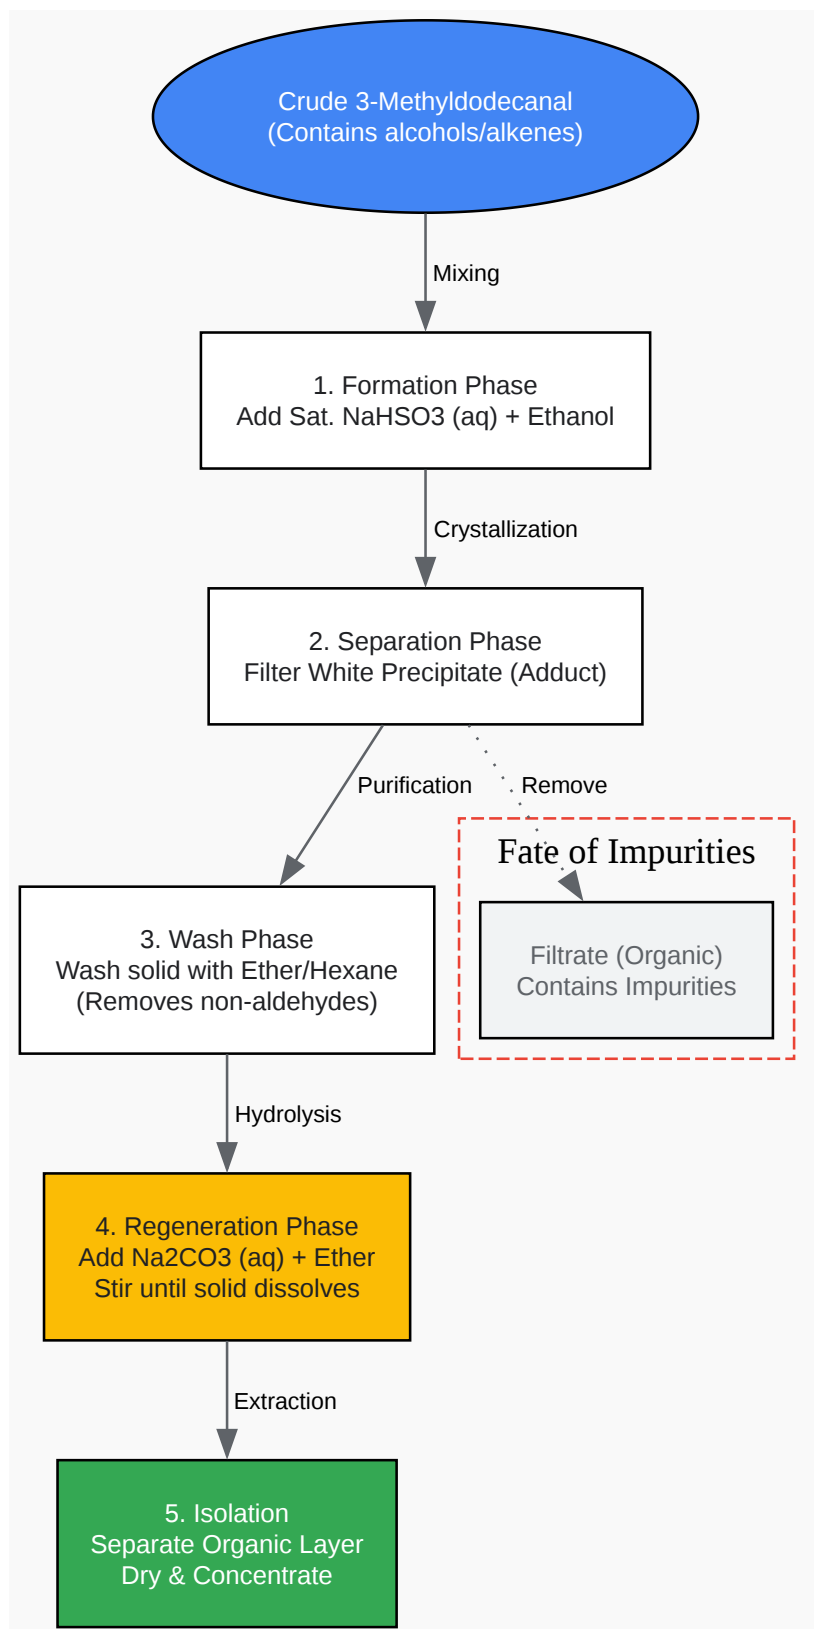 Crude 3-Methyldodecanal
(Contains alcohols/alkenes)
Mixing
1. Formation Phase
Add Sat. NaHSO3 (aq) + Ethanol
Crystallization
2. Separation Phase
Filter White Precipitate (Adduct)
Purification
Remove
Fate of Impurities
Filtrate (Organic)
Contains Impurities
3. Wash Phase
Wash solid with Ether/Hexane
(Removes non-aldehydes)
Hydrolysis
4. Regeneration Phase
Add Na2CO3 (aq) + Ether
Stir until solid dissolves
Extraction
5. Isolation
Separate Organic Layer
Dry & Concentrate